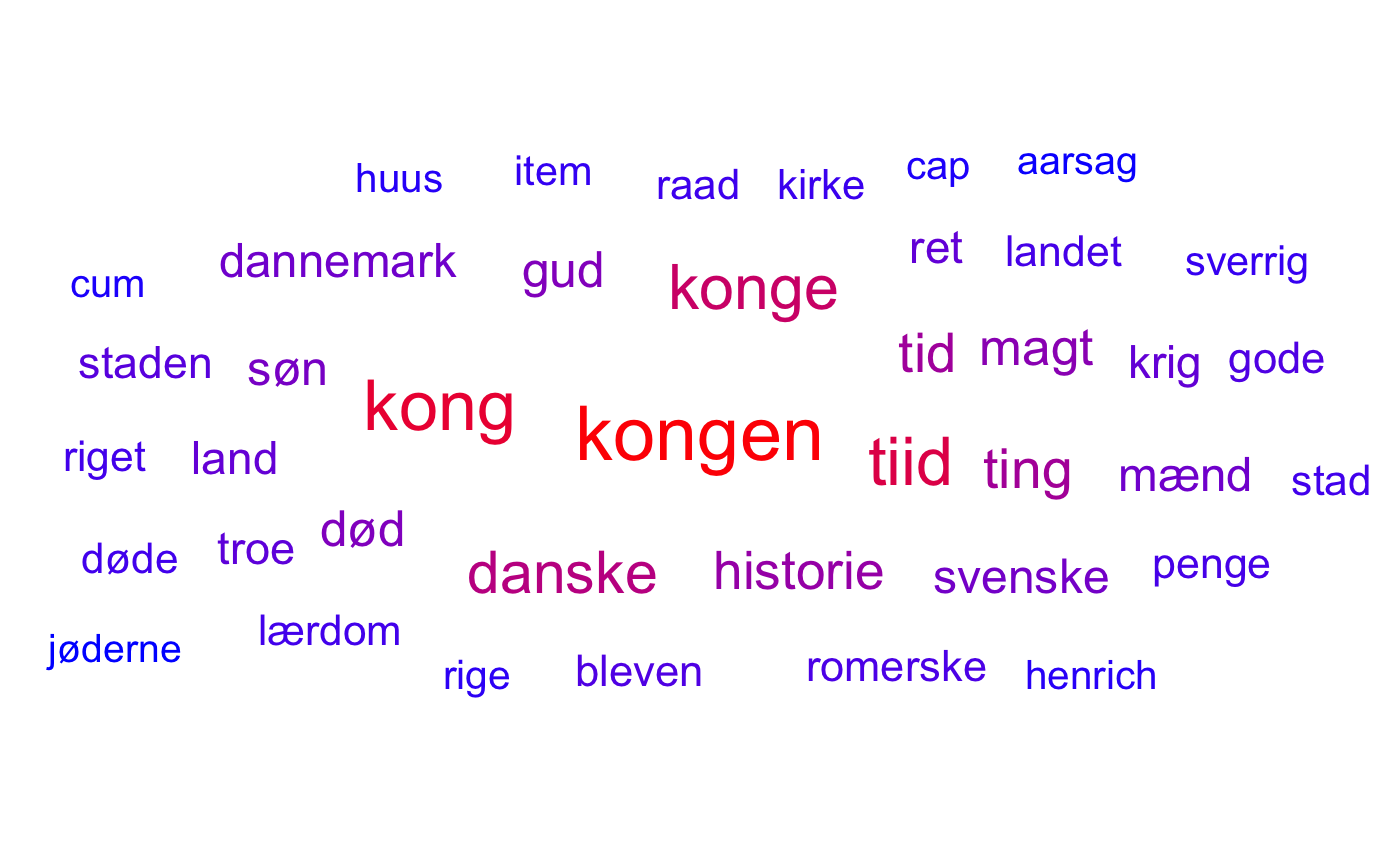 huus item raad kirke cap aarsag
dannemark gud konge ret landet sverrig
cum
staden søn tid magt krig gode
kong kongen
riget land tiid ting mænd stad
døde troe død
danske historie svenske penge
jøderne lærdom
rige bleven romerske henrich